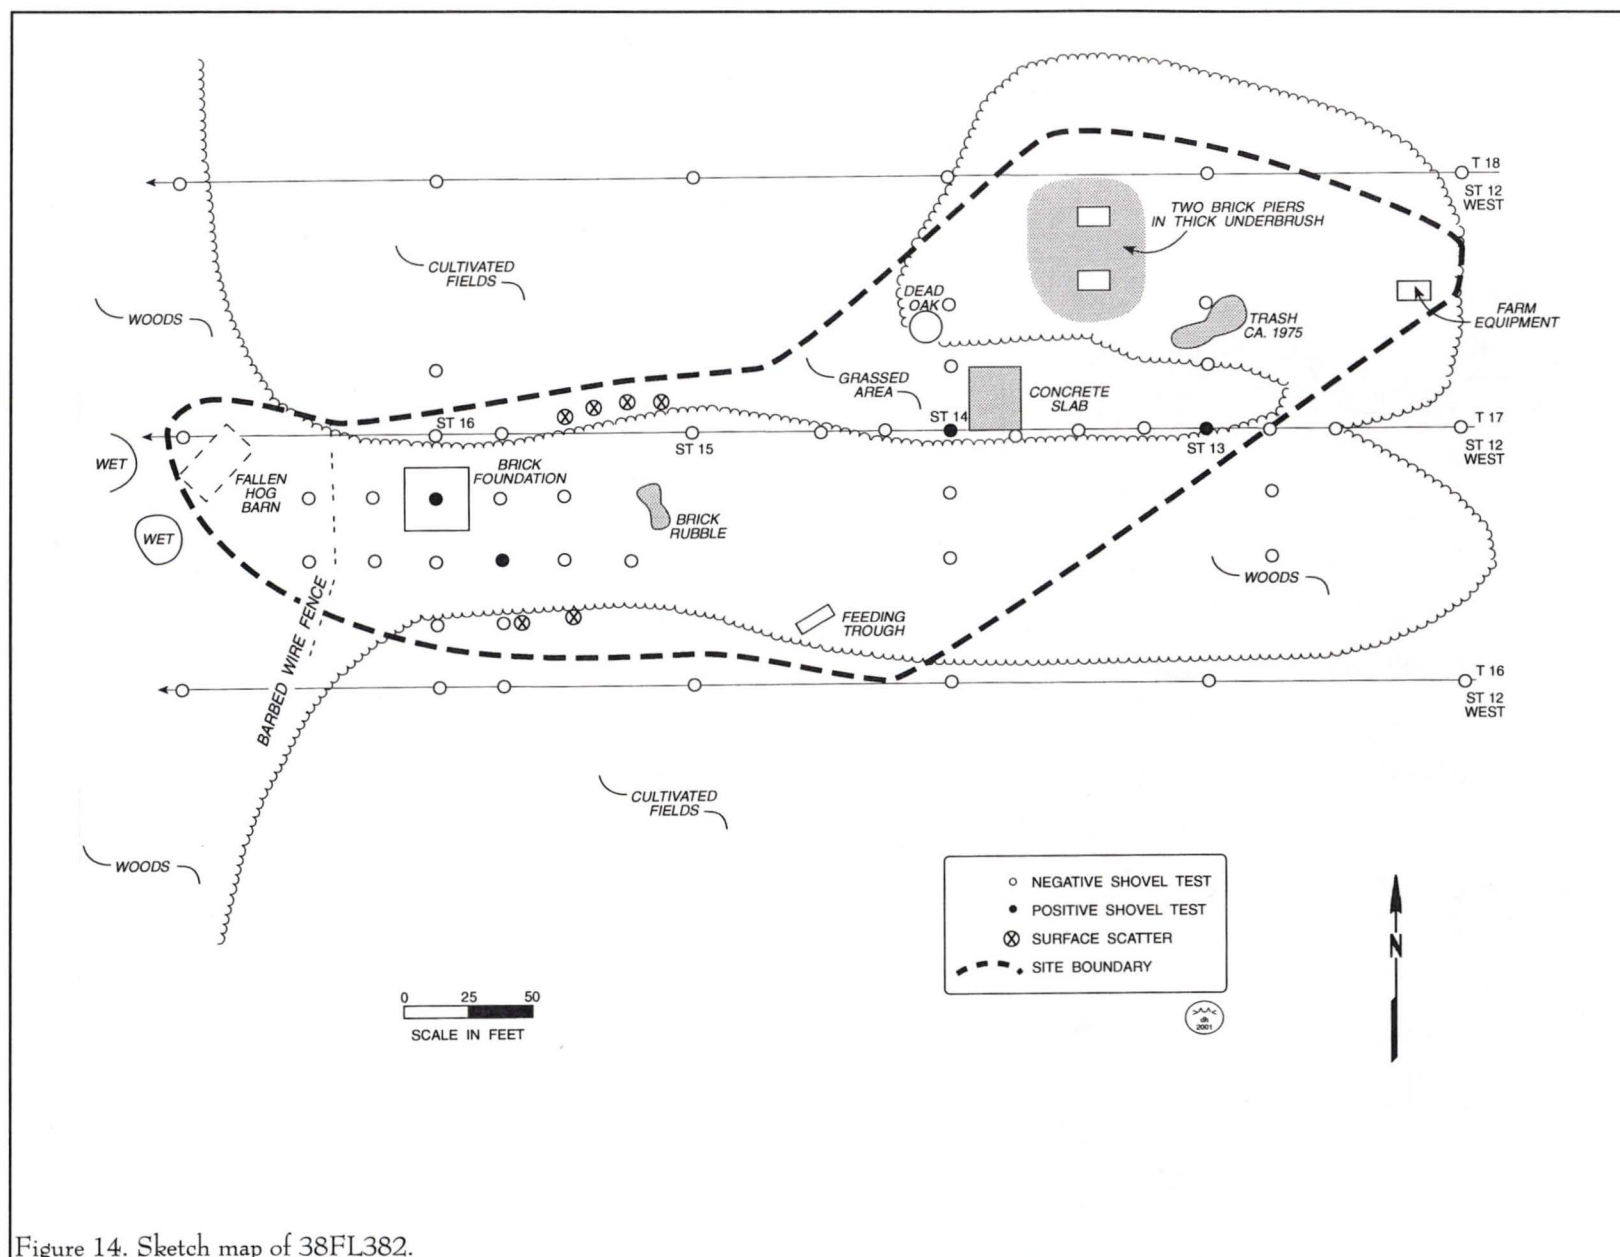 T 18
ST 12
WEST
TWO BRICK PIERS
IN THICK UNDERBRUSH
CULTIVATED
FIELDS
DEAD
OAK
WOODS
TRASH
CA. 1975
FARM
EQUIPMENT
GRASSED
AREA
CONCRETE
SLAB
ST 16
ST 14
T 17
ST 15
ST 13
ST 12
WEST
WET
FALLEN
HOG
BARN
BRICK
FOUNDATION
BRICK
RUBBLE
WET
WOODS
BARBED WIRE FENCE
FEEDING
TROUGH
T 16
ST 12
WEST
CULTIVATED
FIELDS
WOODS
NEGATIVE SHOVEL TEST
POSITIVE SHOVEL TEST
SURFACE SCATTER
SITE BOUNDARY
N
0 25 50
SCALE IN FEET
dh
2001
Figure 14. Sketch map of 38FL382.